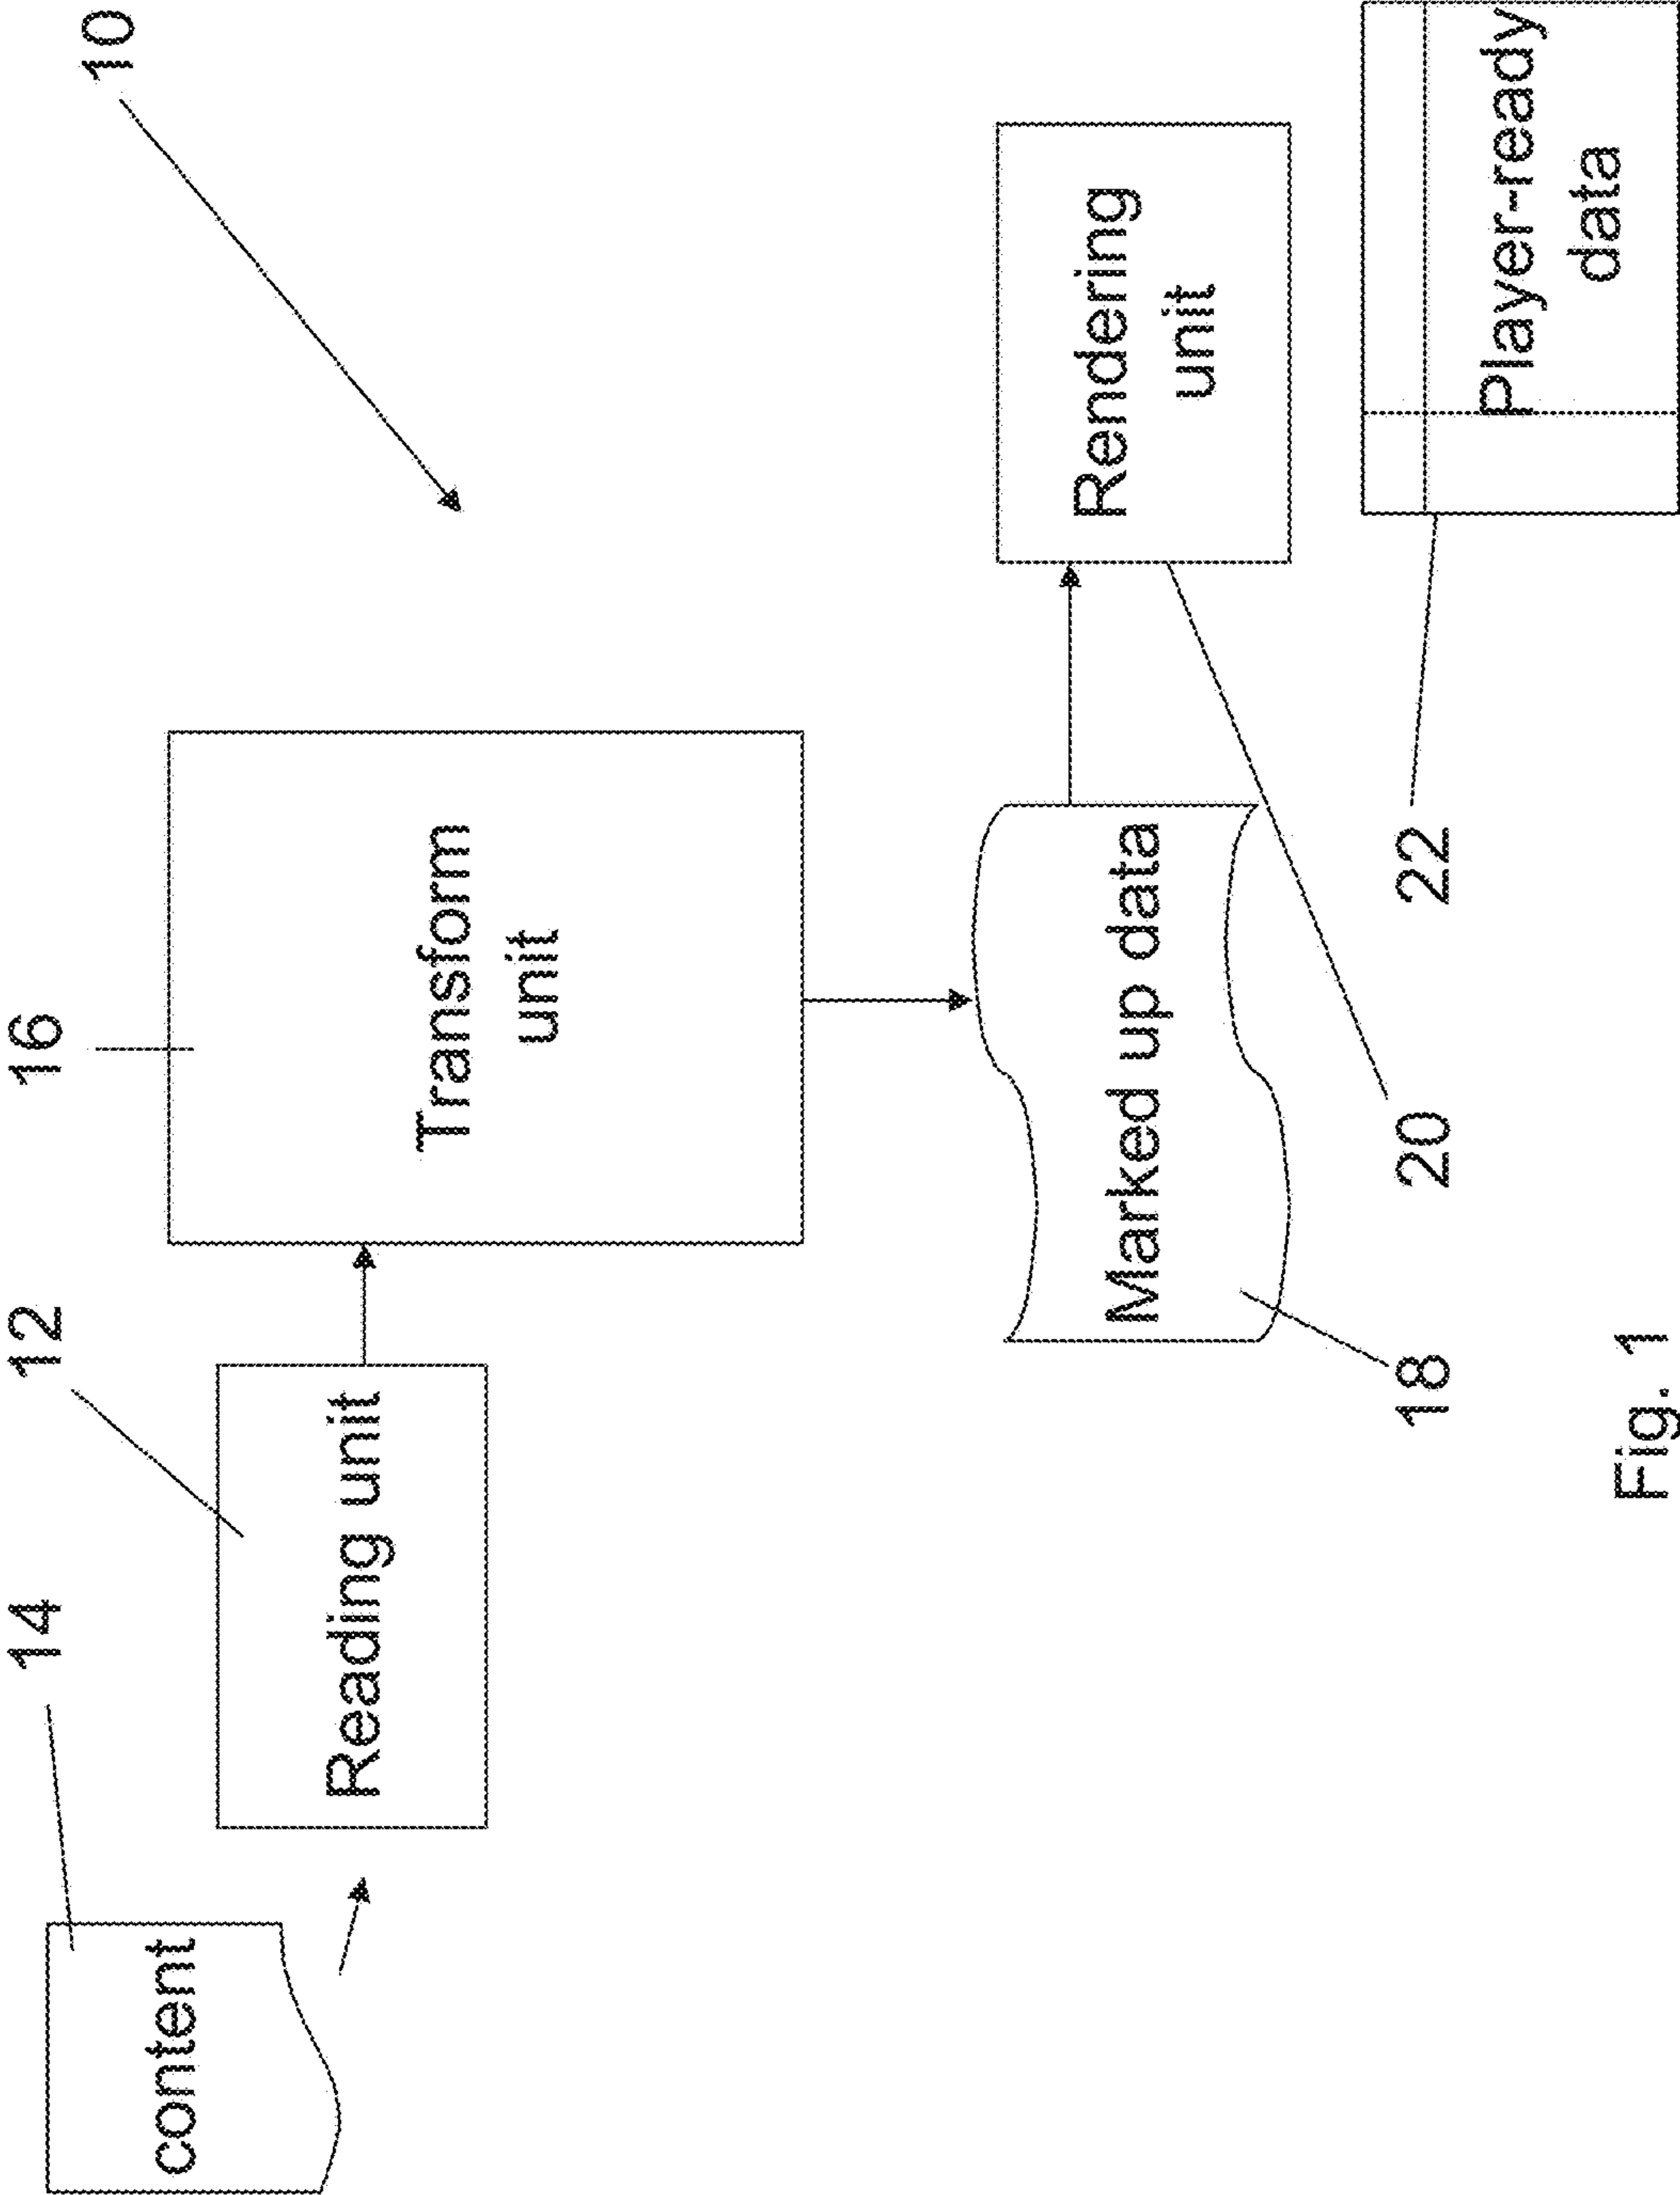 10
14
12
16
content
Reading unit
Transform
unit
Marked up data
Rendering
unit
18
20
22
Player-ready
data
Fig. 1